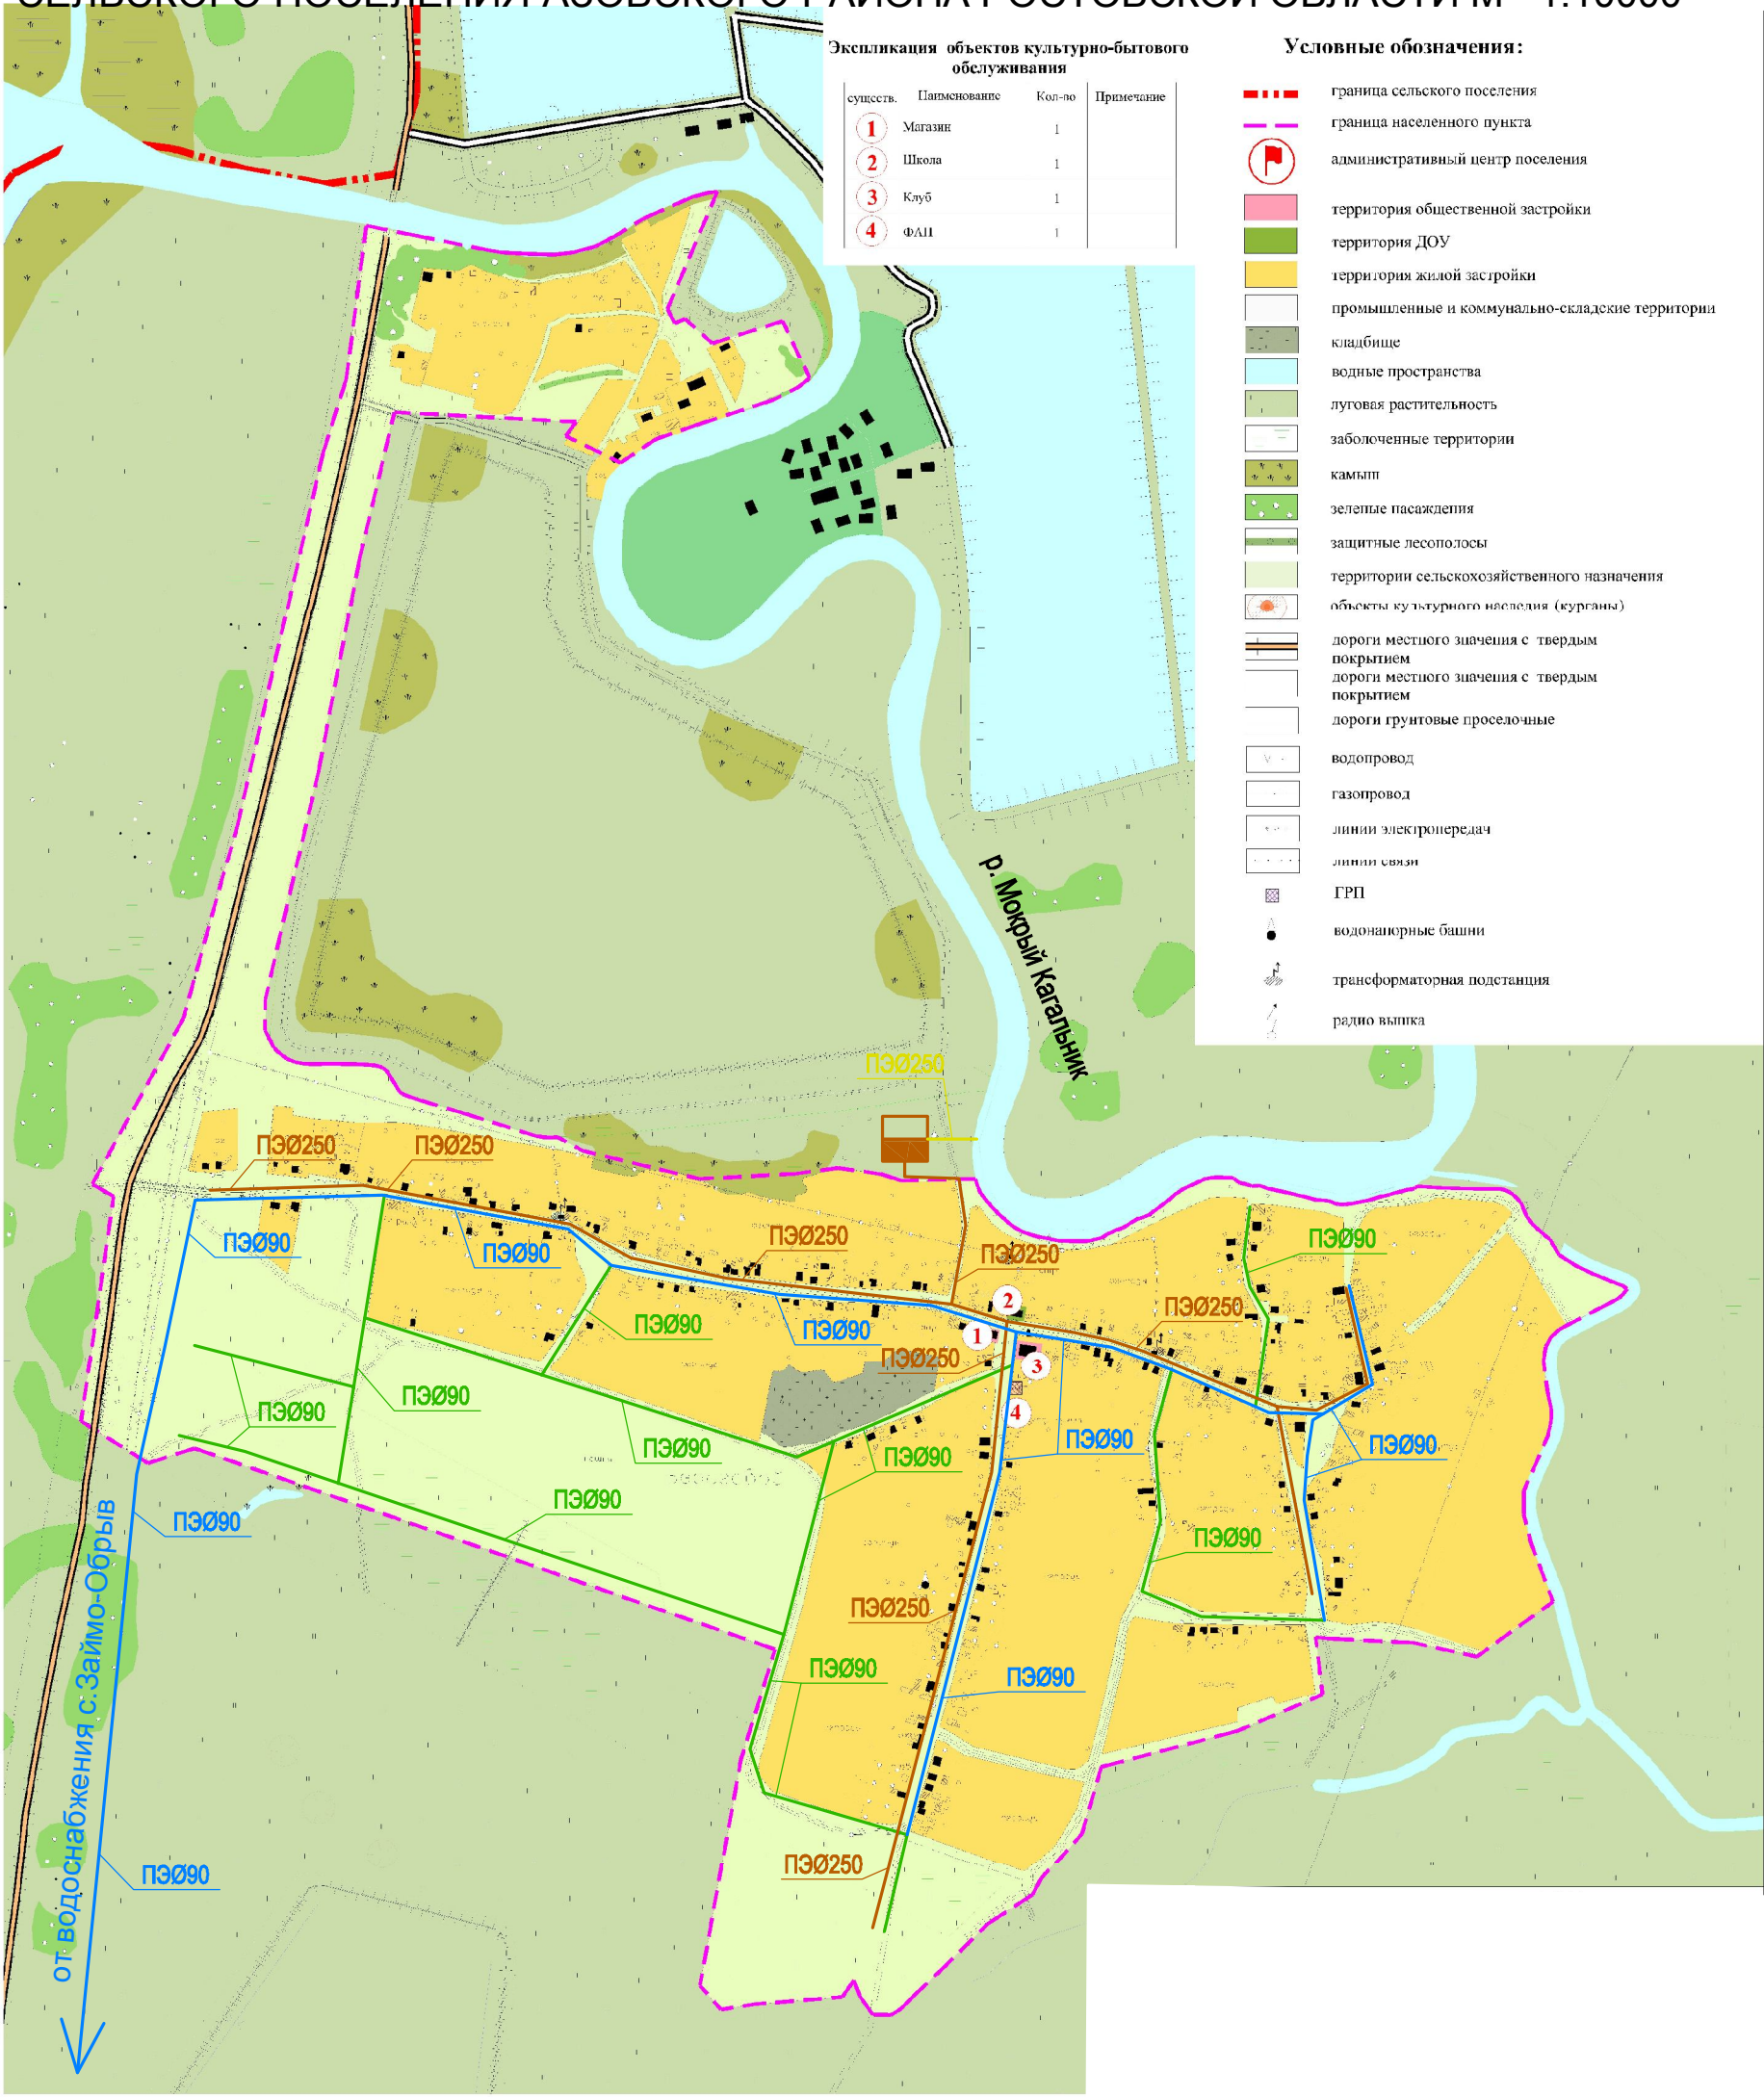 СЕЛЬСКОГО ПОСЕЛЕНИЯ АЗОВСКОГО РАЙОНА РОСТОВСКОЙ ОБЛАСТИ М 1:10000
Экспликация объектов культурно-бытового
обслуживания
существ. Наименование Кол-во Примечание
1 Магазин 1
2 Школа 1
3 Клуб 1
4 ФАП 1
Условные обозначения:
граница сельского поселения
граница населенного пункта
административный центр поселения
территория общественной застройки
территория ДОУ
территория жилой застройки
промышленные и коммунально-складские территории
кладбище
водные пространства
луговая растительность
заболоченные территории
камыш
зеленые насаждения
защитные лесополосы
территории сельскохозяйственного назначения
объекты культурного наследия (курганы)
дороги местного значения с твердым
покрытием
дороги местного значения с твердым
покрытием
дороги грунтовые проселочные
водопровод
газопровод
линии электропередач
линии связи
ГРП
водонапорные башни
трансформаторная подстанция
радио вышка
р. Мокрый Кагальник
ПЭØ250
ПЭØ250
ПЭØ250
ПЭØ90
ПЭØ90
ПЭØ250
ПЭØ250
ПЭØ90
ПЭØ250
2
ПЭØ90
ПЭØ90
1
ПЭØ250
3
ПЭØ90
ПЭØ90
4
ПЭØ90
ПЭØ90
ПЭØ90
ПЭØ90
ПЭØ90
ПЭØ90
ПЭØ90
ПЭØ250
ПЭØ90
ПЭØ90
ПЭØ250
ПЭØ90
от водоснабжения с.Займо-Обрыв